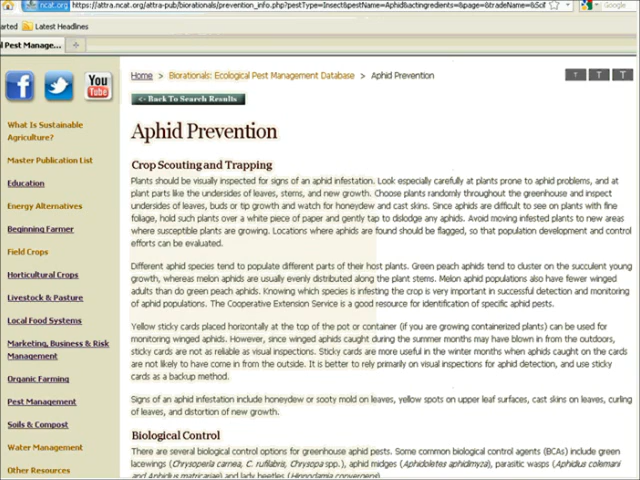 ncat.org https://attra.ncat.org/attra-pub/biorationals/prevention_info.php?pestType=Insect&pestName=Aphid&actingredients=&page=&tradeName=&Sci
Google
arted Latest Headlines
l Pest Manage...
You
Tube
Home > Biorationals: Ecological Pest Management Database > Aphid Prevention
T T T
<- Back To Search Results
Aphid Prevention
Crop Scouting and Trapping
Plants should be visually inspected for signs of an aphid infestation. Look especially carefully at plants prone to aphid problems, and at
plant parts like the undersides of leaves, stems, and new growth. Choose plants randomly throughout the greenhouse and inspect
undersides of leaves, buds or tip growth and watch for honeydew and cast skins. Since aphids are difficult to see on plants with fine
foliage, hold such plants over a white piece of paper and gently tap to dislodge any aphids. Avoid moving infested plants to new areas
where susceptible plants are growing. Locations where aphids are found should be flagged, so that population development and control
efforts can be evaluated.
Different aphid species tend to populate different parts of their host plants. Green peach aphids tend to cluster on the succulent young
growth, whereas melon aphids are usually evenly distributed along the plant stems. Melon aphid populations also have fewer winged
adults than do green peach aphids. Knowing which species is infesting the crop is very important in successful detection and monitoring
of aphid populations. The Cooperative Extension Service is a good resource for identification of specific aphid pests.
Yellow sticky cards placed horizontally at the top of the pot or container (if you are growing containerized plants) can be used for
monitoring winged aphids. However, since winged aphids caught during the summer months may have blown in from the outdoors,
sticky cards are not as reliable as visual inspections. Sticky cards are more useful in the winter months when aphids caught on the cards
are not likely to have come in from the outside. It is better to rely primarily on visual inspections for aphid detection, and use sticky
cards as a backup method.
Signs of an aphid infestation include honeydew or sooty mold on leaves, yellow spots on upper leaf surfaces, cast skins on leaves, curling
of leaves, and distortion of new growth.
Biological Control
There are several biological control options for greenhouse aphid pests. Some common biological control agents (BCAs) include green
lacewings (Chrysoperla carnea, C. rufilabris, Chrysopa spp.), aphid midges (Aphidoletes aphidimyza), parasitic wasps (Aphidius colemani
and Aphidius matricariae) and lady beetles (Hippodamia convergens).
What Is Sustainable
Agriculture?
Master Publication List
Education
Energy Alternatives
Beginning Farmer
Field Crops
Horticultural Crops
Livestock & Pasture
Local Food Systems
Marketing, Business & Risk
Management
Organic Farming
Pest Management
Soils & Compost
Water Management
Other Resources